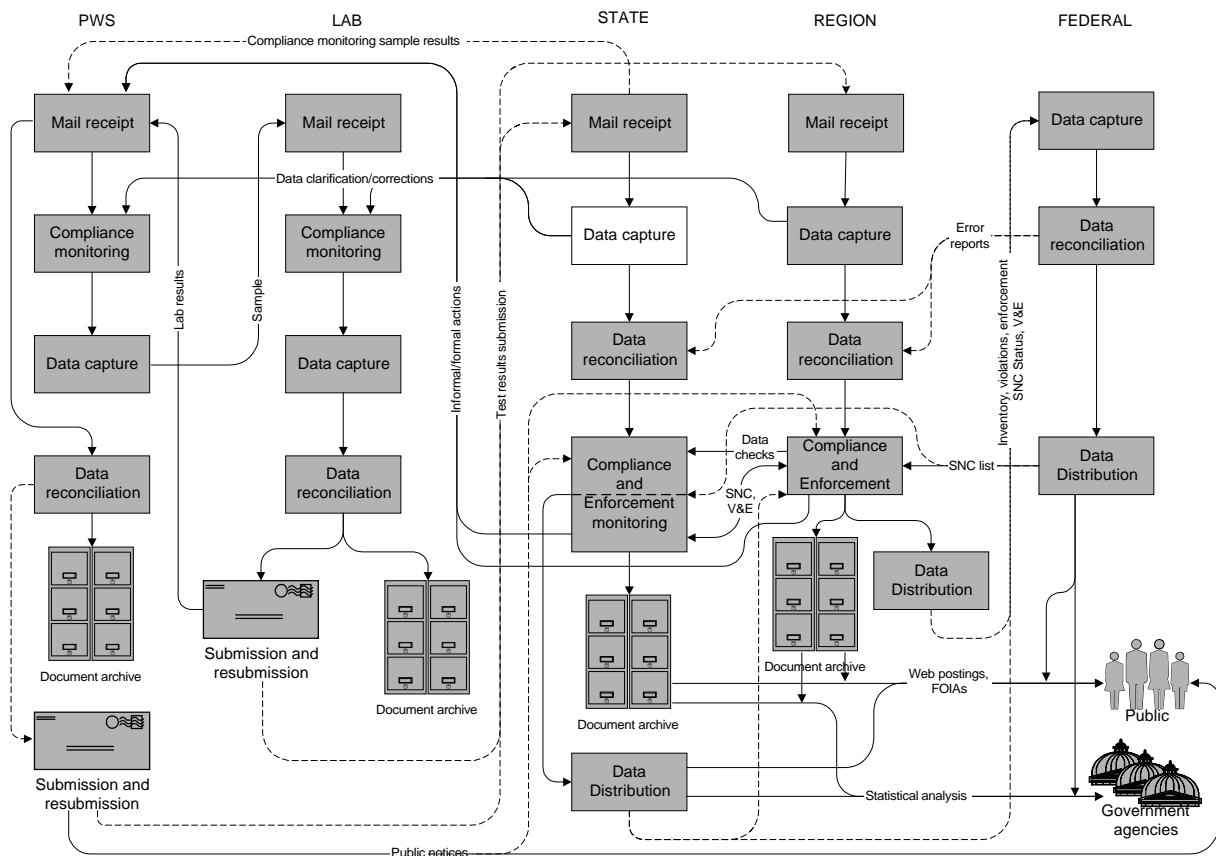 PWS
LAB
STATE
REGION
FEDERAL
Compliance monitoring sample results
Mail receipt
Mail receipt
Mail receipt
Mail receipt
Data capture
Data clarification/corrections
Compliance
monitoring
Compliance
monitoring
Data capture
Data capture
Error
reports
Data
reconciliation
Lab results
Sample
Informal/formal actions
Test results submission
Inventory, violations, enforcement
SNC Status, V&E
Data capture
Data capture
Data
reconciliation
Data
reconciliation
Data
reconciliation
Data
reconciliation
Compliance
and
Enforcement monitoring
Data
checks
SNC,
V&E
Compliance
and
Enforcement
SNC list
Data
Distribution
Data
Distribution
Submission and
resubmission
Document archive
Document archive
Document archive
Document archive
Web postings,
FOIAs
Public
Submission and
resubmission
Data
Distribution
Statistical analysis
Government
agencies
Public notices